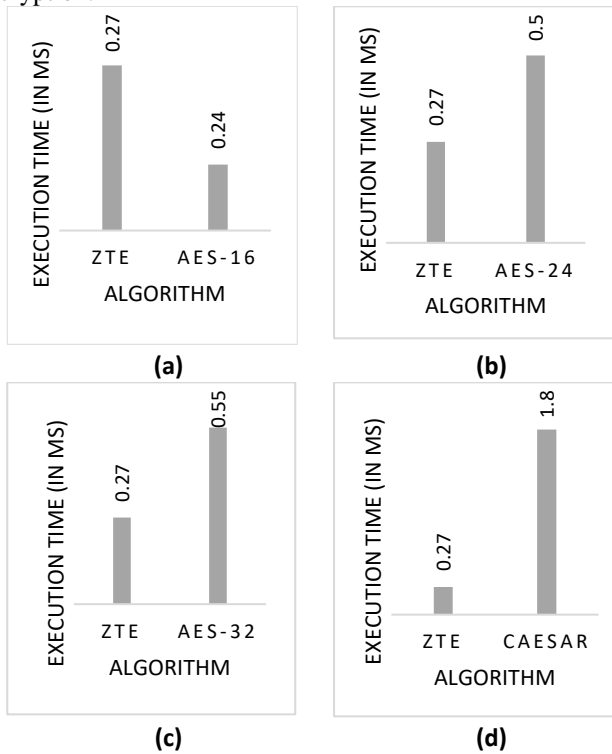 0.27
0.24
EXECUTION TIME (IN MS)
ZTE AES-16
ALGORITHM
(a)
0.27
0.5
EXECUTION TIME (IN MS)
ZTE AES-24
ALGORITHM
(b)
0.27
0.55
EXECUTION TIME (IN MS)
ZTE AES-32
ALGORITHM
(c)
0.27
1.8
EXECUTION TIME (IN MS)
ZTE CAESAR
ALGORITHM
(d)